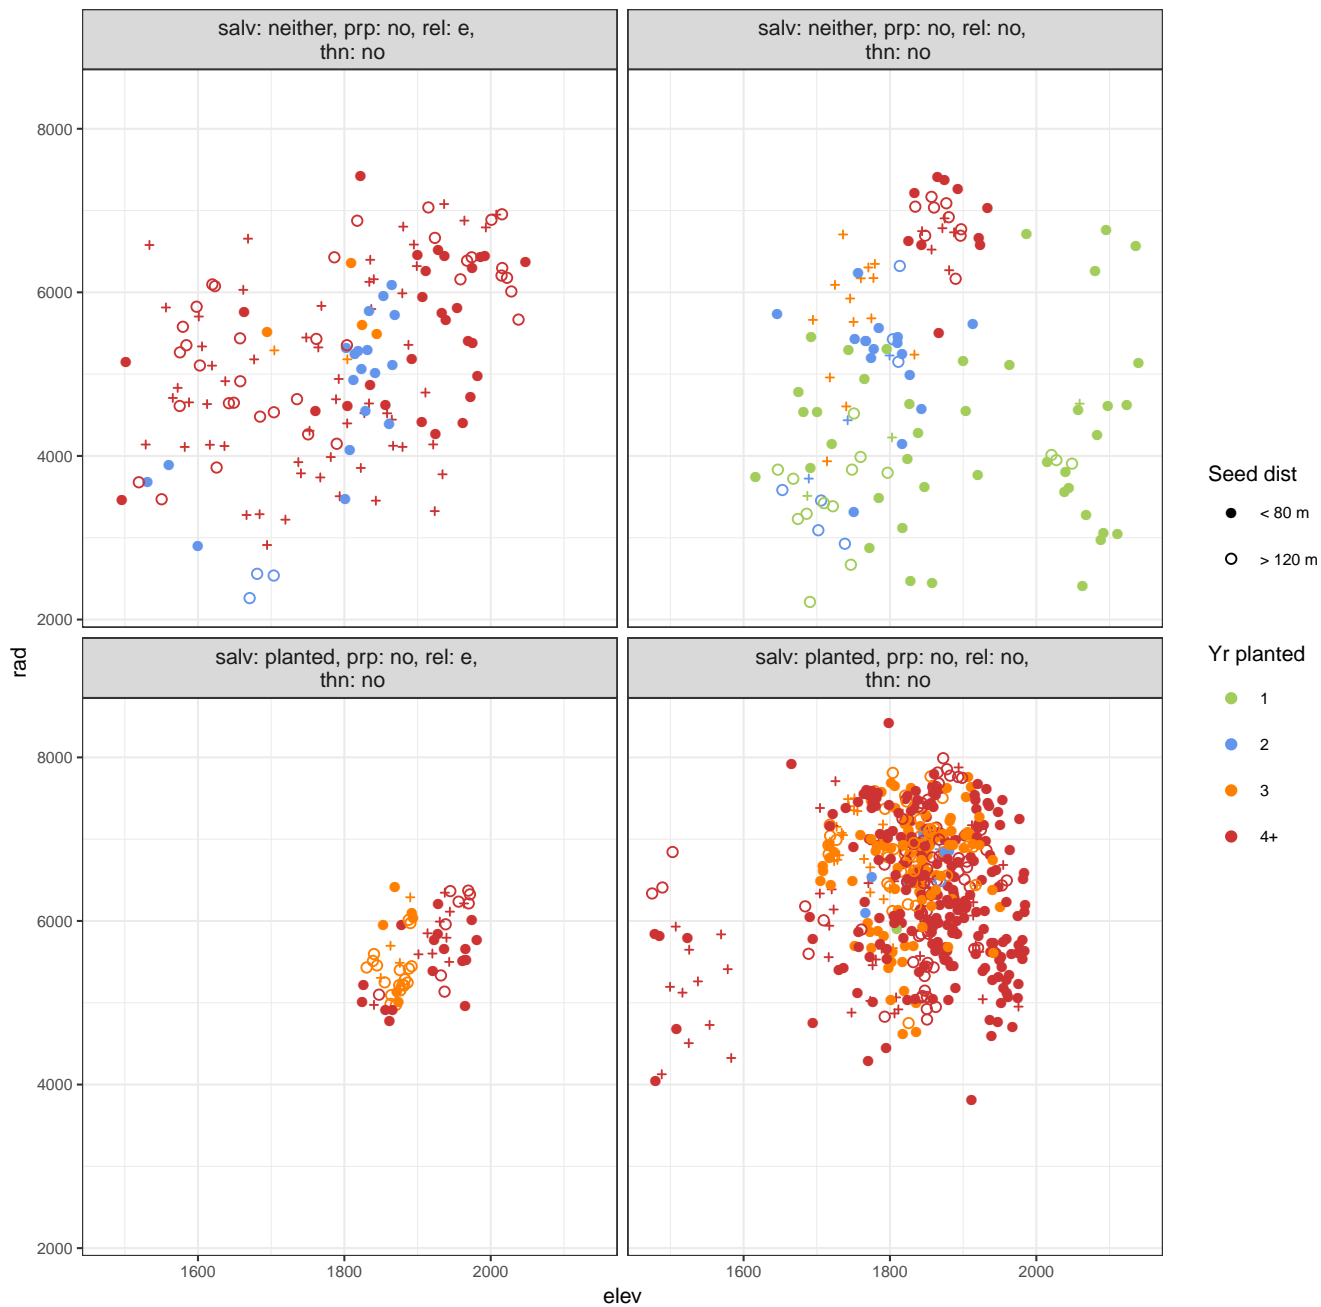 salv: neither, prp: no, rel: e,
thn: no
salv: neither, prp: no, rel: no,
thn: no
8000
6000
4000
2000
salv: planted, prp: no, rel: e,
thn: no
salv: planted, prp: no, rel: no,
thn: no
8000
6000
4000
2000
1600
1800
2000
1600
1800
2000
elev
rad
Seed dist
< 80 m
> 120 m
Yr planted
1
2
3
4+